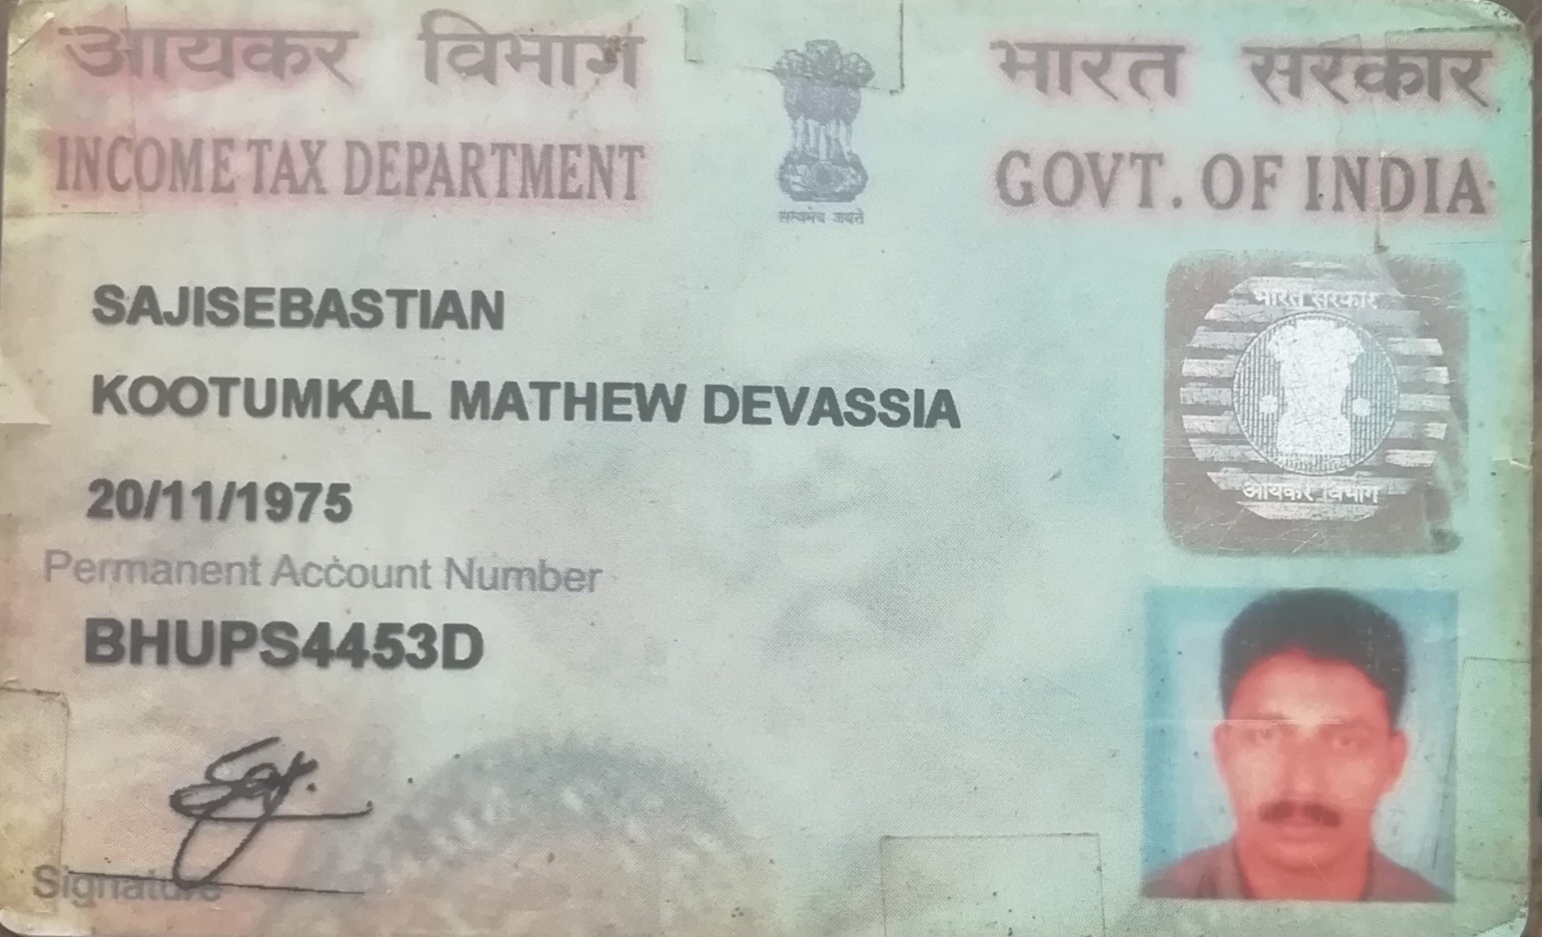 आयकर विभाग
INCOME TAX DEPARTMENT
सत्यमेव जयते
भारत सरकार
GOVT. OF INDIA
SAJISEBASTIAN
KOOTUMKAL MATHEW DEVASSIA
20/11/1975
Permanent Account Number
BHUPS4453D
Signature
भारत सरकार
आयकर विभाग